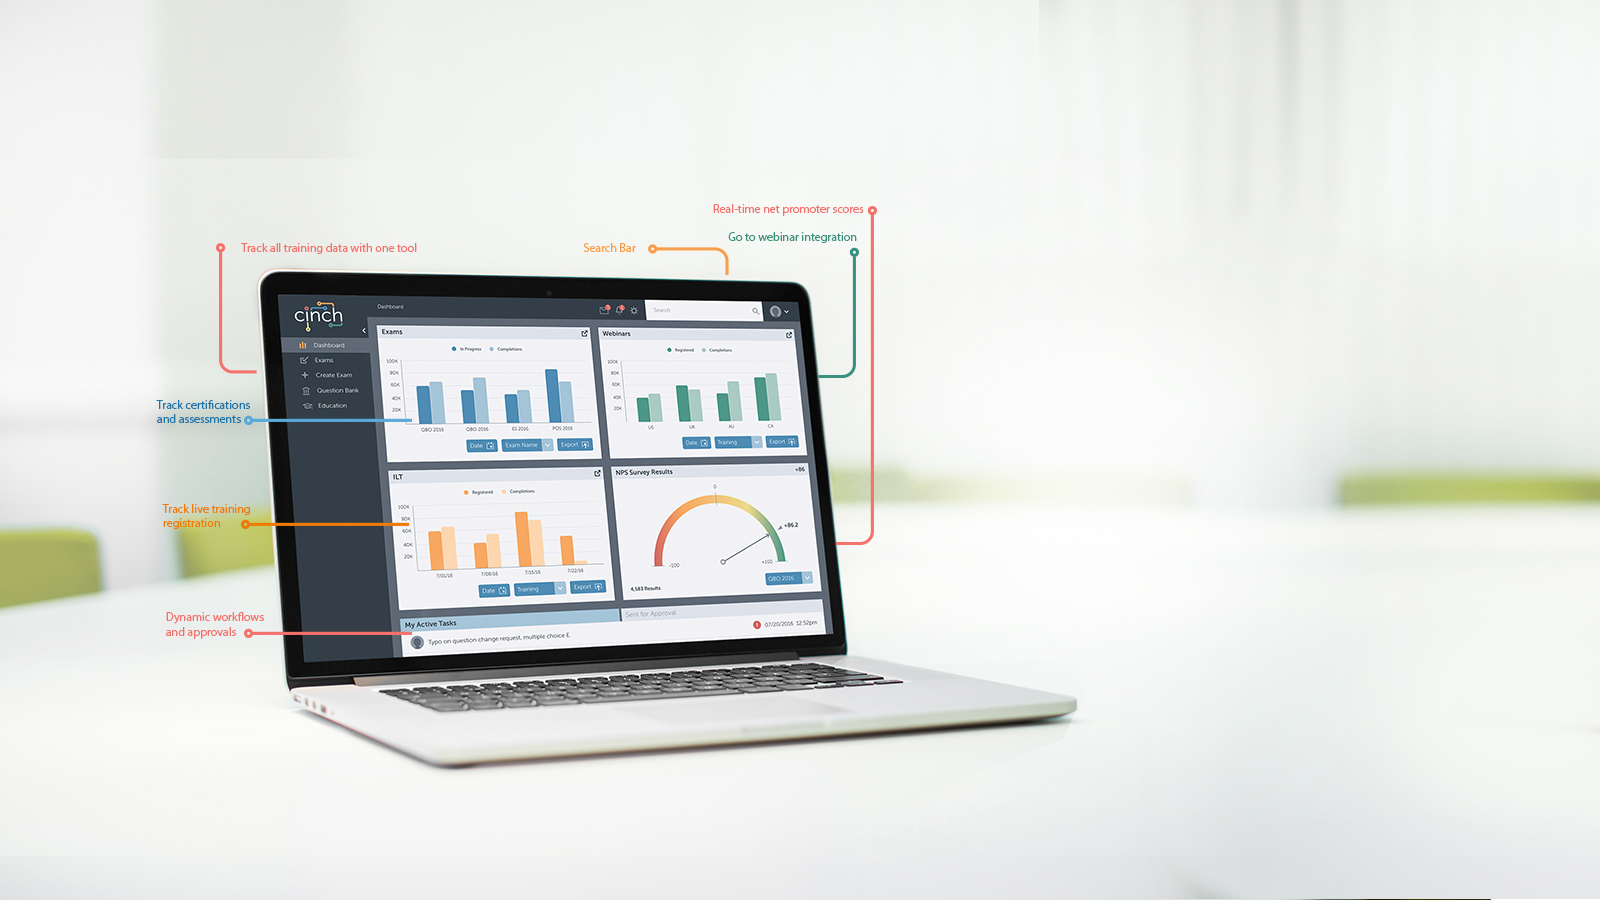 Real-time net promoter scores
Go to webinar integration
Track all training data with one tool
Search Bar
cinch
Dashboard
Search
Dashboard
Exams
Create Exam
Question Bank
Education
Exams
In Progress Completions
100K
80K
60K
40K
20K
QBO 2016 QBO 2016 ES 2016 POS 2016
Date Exam Name Export
Webinars
Registered Completions
100K
80K
60K
40K
20K
US UK AU CA
Date Training Export
Track certifications
and assessments
ILT
Registered Completions
100K
80K
60K
40K
20K
7/01/16 7/08/16 7/15/16 7/22/16
Date Training Export
NPS Survey Results +86
0
+86.2
-100 +100
4,583 Results
QBO 2016
Track live training
registration
Dynamic workflows
and approvals
My Active Tasks
Sent for Approval
Typo on question change request, multiple choice E.
07/20/2016 12:52pm